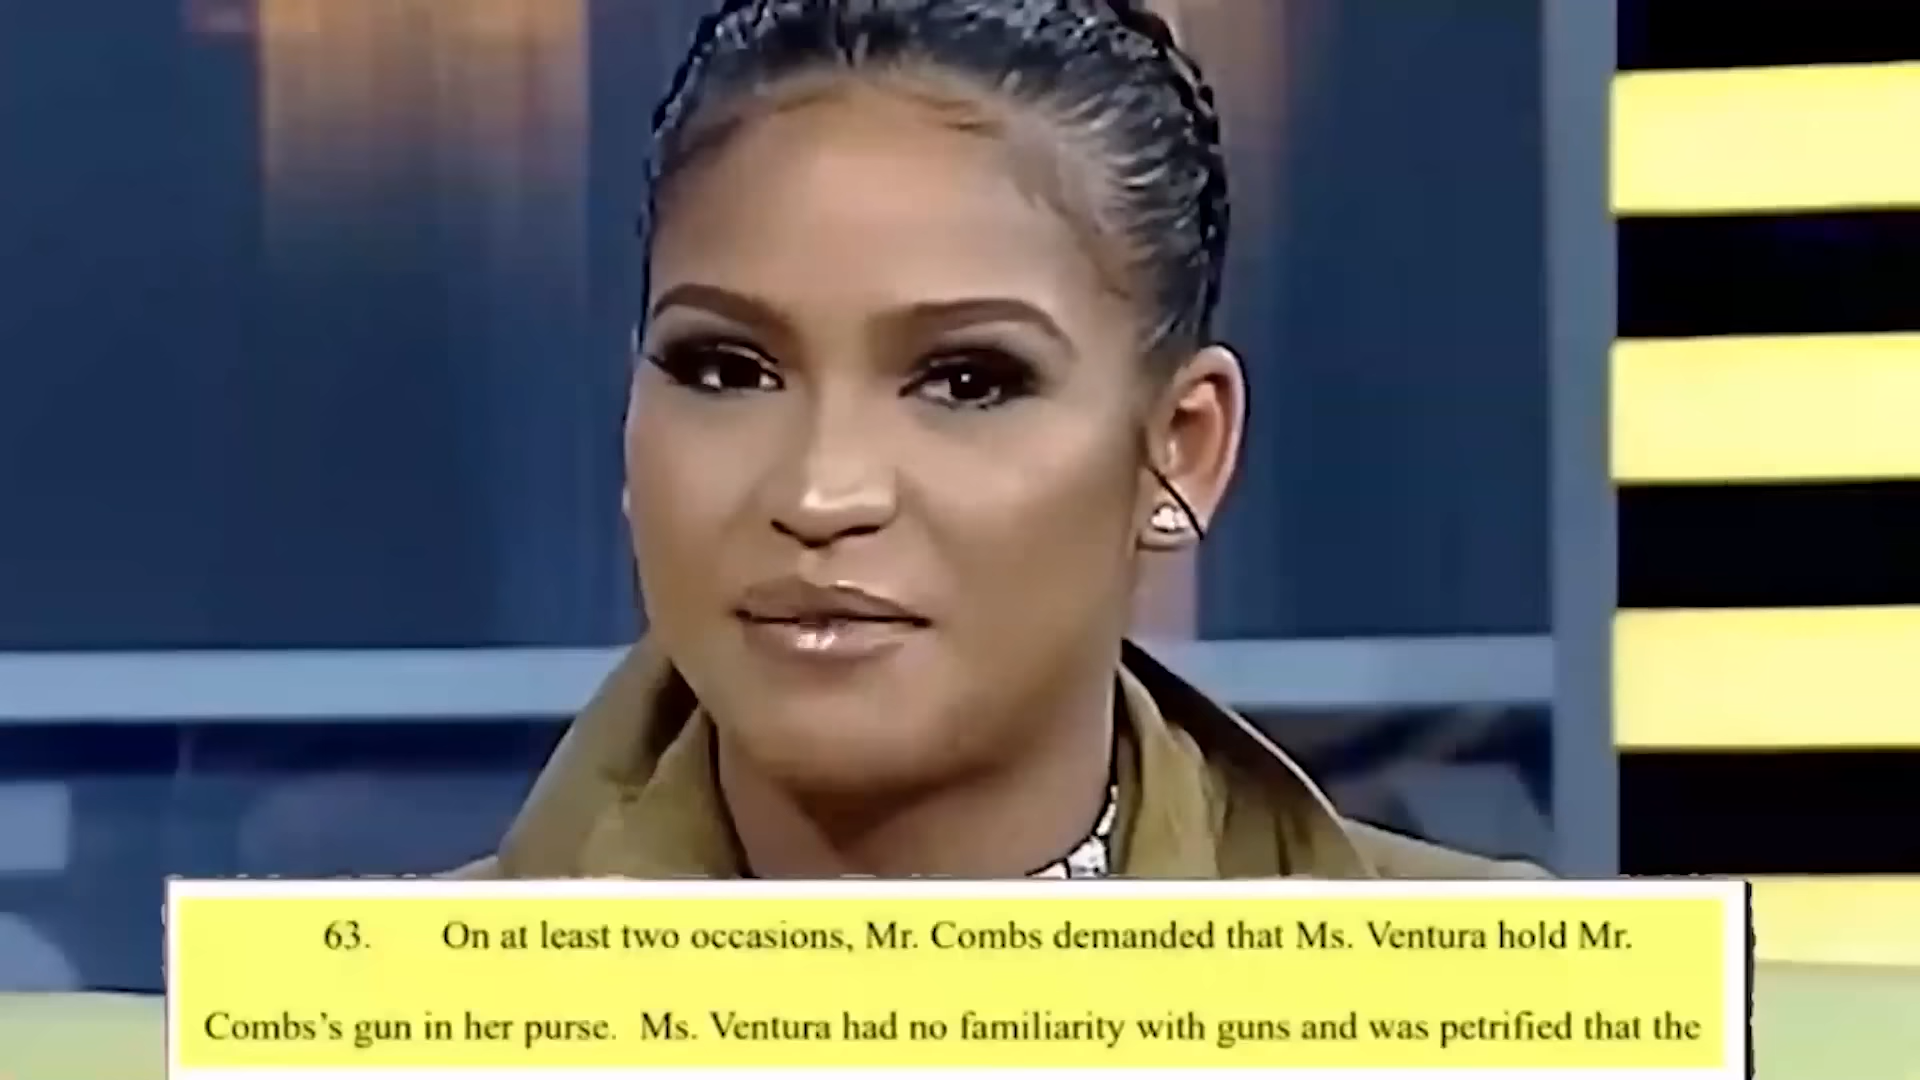 63. On at least two occasions, Mr. Combs demanded that Ms. Ventura hold Mr.
Combs’s gun in her purse. Ms. Ventura had no familiarity with guns and was petrified that the